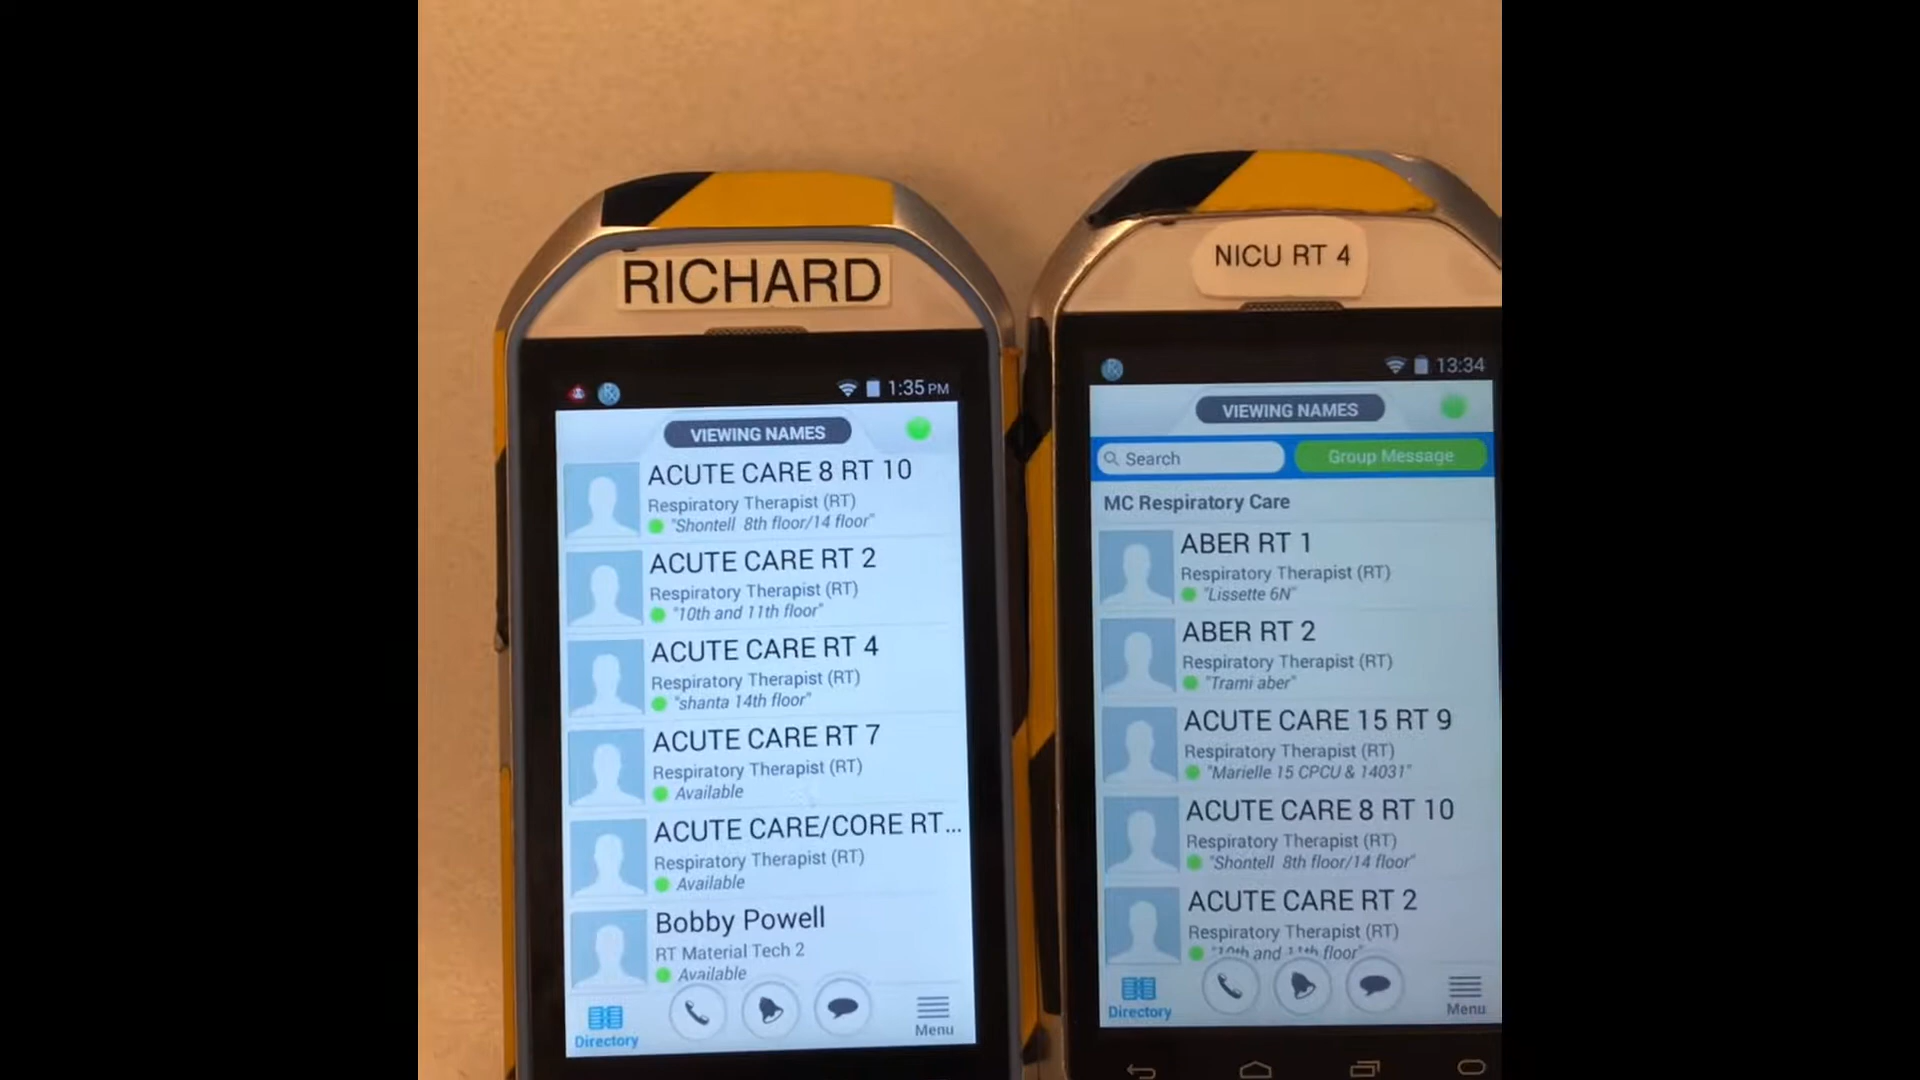 RICHARD
1:35 PM
VIEWING NAMES
ACUTE CARE 8 RT 10
Respiratory Therapist (RT)
"Shontell 8th floor/14 floor"
ACUTE CARE RT 2
Respiratory Therapist (RT)
"10th and 11th floor"
ACUTE CARE RT 4
Respiratory Therapist (RT)
"shanta 14th floor"
ACUTE CARE RT 7
Respiratory Therapist (RT)
Available
ACUTE CARE/CORE RT...
Respiratory Therapist (RT)
Available
Bobby Powell
RT Material Tech 2
Available
Directory
Menu
NICU RT 4
13:34
VIEWING NAMES
Search
Group Message
MC Respiratory Care
ABER RT 1
Respiratory Therapist (RT)
"Lissette 6N"
ABER RT 2
Respiratory Therapist (RT)
"Trami aber"
ACUTE CARE 15 RT 9
Respiratory Therapist (RT)
"Marielle 15 CPCU & 14031"
ACUTE CARE 8 RT 10
Respiratory Therapist (RT)
"Shontell 8th floor/14 floor"
ACUTE CARE RT 2
Respiratory Therapist (RT)
"10th and 11th floor"
Directory
Menu